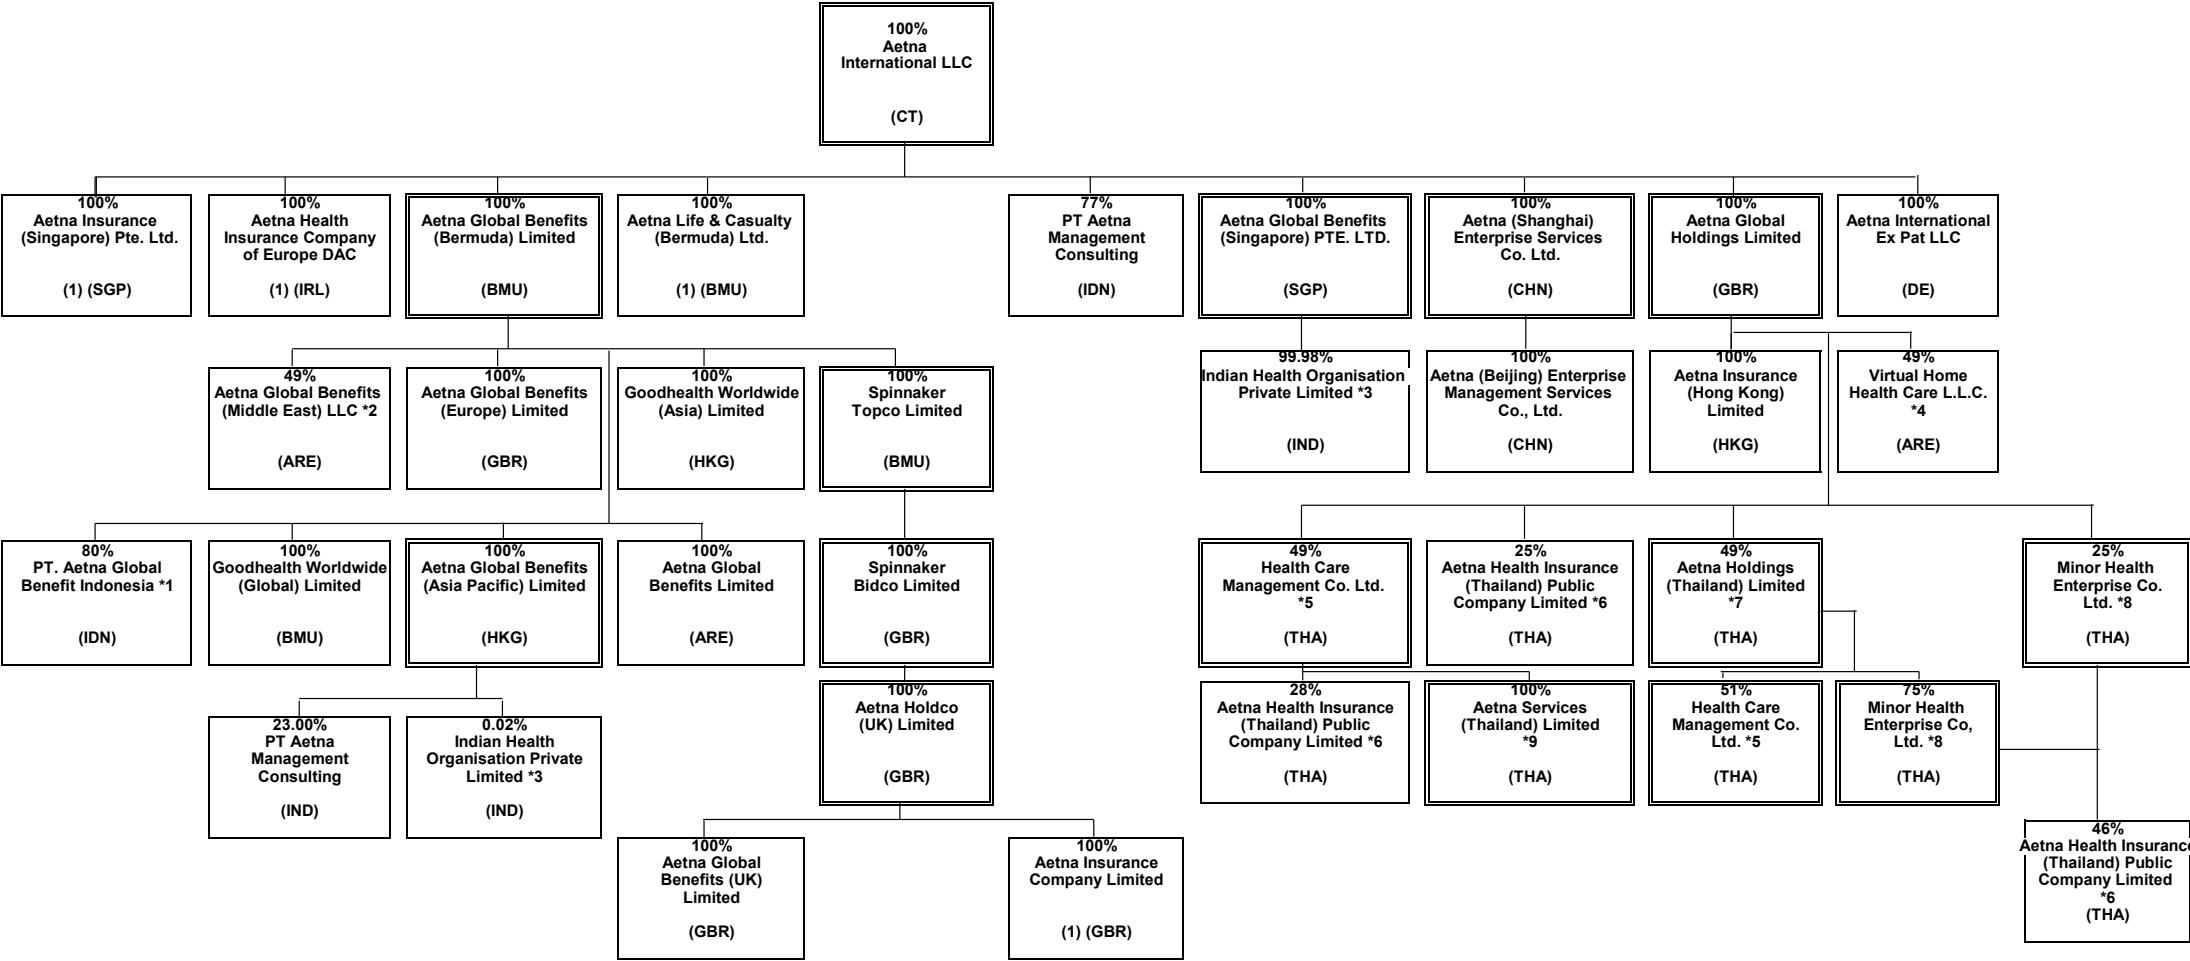 100%
Aetna
International LLC
(CT)
100%
Aetna Insurance
(Singapore) Pte. Ltd.
(1) (SGP)
100%
Aetna Health
Insurance Company
of Europe DAC
(1) (IRL)
100%
Aetna Global Benefits
(Bermuda) Limited
(BMU)
100%
Aetna Life & Casualty
(Bermuda) Ltd.
(1) (BMU)
77%
PT Aetna
Management
Consulting
(IDN)
100%
Aetna Global Benefits
(Singapore) PTE. LTD.
(SGP)
100%
Aetna (Shanghai)
Enterprise Services
Co. Ltd.
(CHN)
100%
Aetna Global
Holdings Limited
(GBR)
100%
Aetna International
Ex Pat LLC
(DE)
49%
Aetna Global Benefits
(Middle East) LLC *2
(ARE)
100%
Aetna Global Benefits
(Europe) Limited
(GBR)
100%
Goodhealth Worldwide
(Asia) Limited
(HKG)
100%
Spinnaker
Topco Limited
(BMU)
99.98%
Indian Health Organisation
Private Limited *3
(IND)
100%
Aetna (Beijing) Enterprise
Management Services
Co., Ltd.
(CHN)
100%
Aetna Insurance
(Hong Kong)
Limited
(HKG)
49%
Virtual Home
Health Care L.L.C.
*4
(ARE)
80%
PT. Aetna Global
Benefit Indonesia *1
(IDN)
100%
Goodhealth Worldwide
(Global) Limited
(BMU)
100%
Aetna Global Benefits
(Asia Pacific) Limited
(HKG)
100%
Aetna Global
Benefits Limited
(ARE)
100%
Spinnaker
Bidco Limited
(GBR)
49%
Health Care
Management Co. Ltd.
*5
(THA)
25%
Aetna Health Insurance
(Thailand) Public
Company Limited *6
(THA)
49%
Aetna Holdings
(Thailand) Limited
*7
(THA)
25%
Minor Health
Enterprise Co.
Ltd. *8
(THA)
23.00%
PT Aetna
Management
Consulting
(IND)
0.02%
Indian Health
Organisation Private
Limited *3
(IND)
100%
Aetna Holdco
(UK) Limited
(GBR)
28%
Aetna Health Insurance
(Thailand) Public
Company Limited *6
(THA)
100%
Aetna Services
(Thailand) Limited
*9
(THA)
51%
Health Care
Management Co.
Ltd. *5
(THA)
75%
Minor Health
Enterprise Co,
Ltd. *8
(THA)
100%
Aetna Global
Benefits (UK)
Limited
(GBR)
100%
Aetna Insurance
Company Limited
(1) (GBR)
46%
Aetna Health Insurance
(Thailand) Public
Company Limited
*6
(THA)